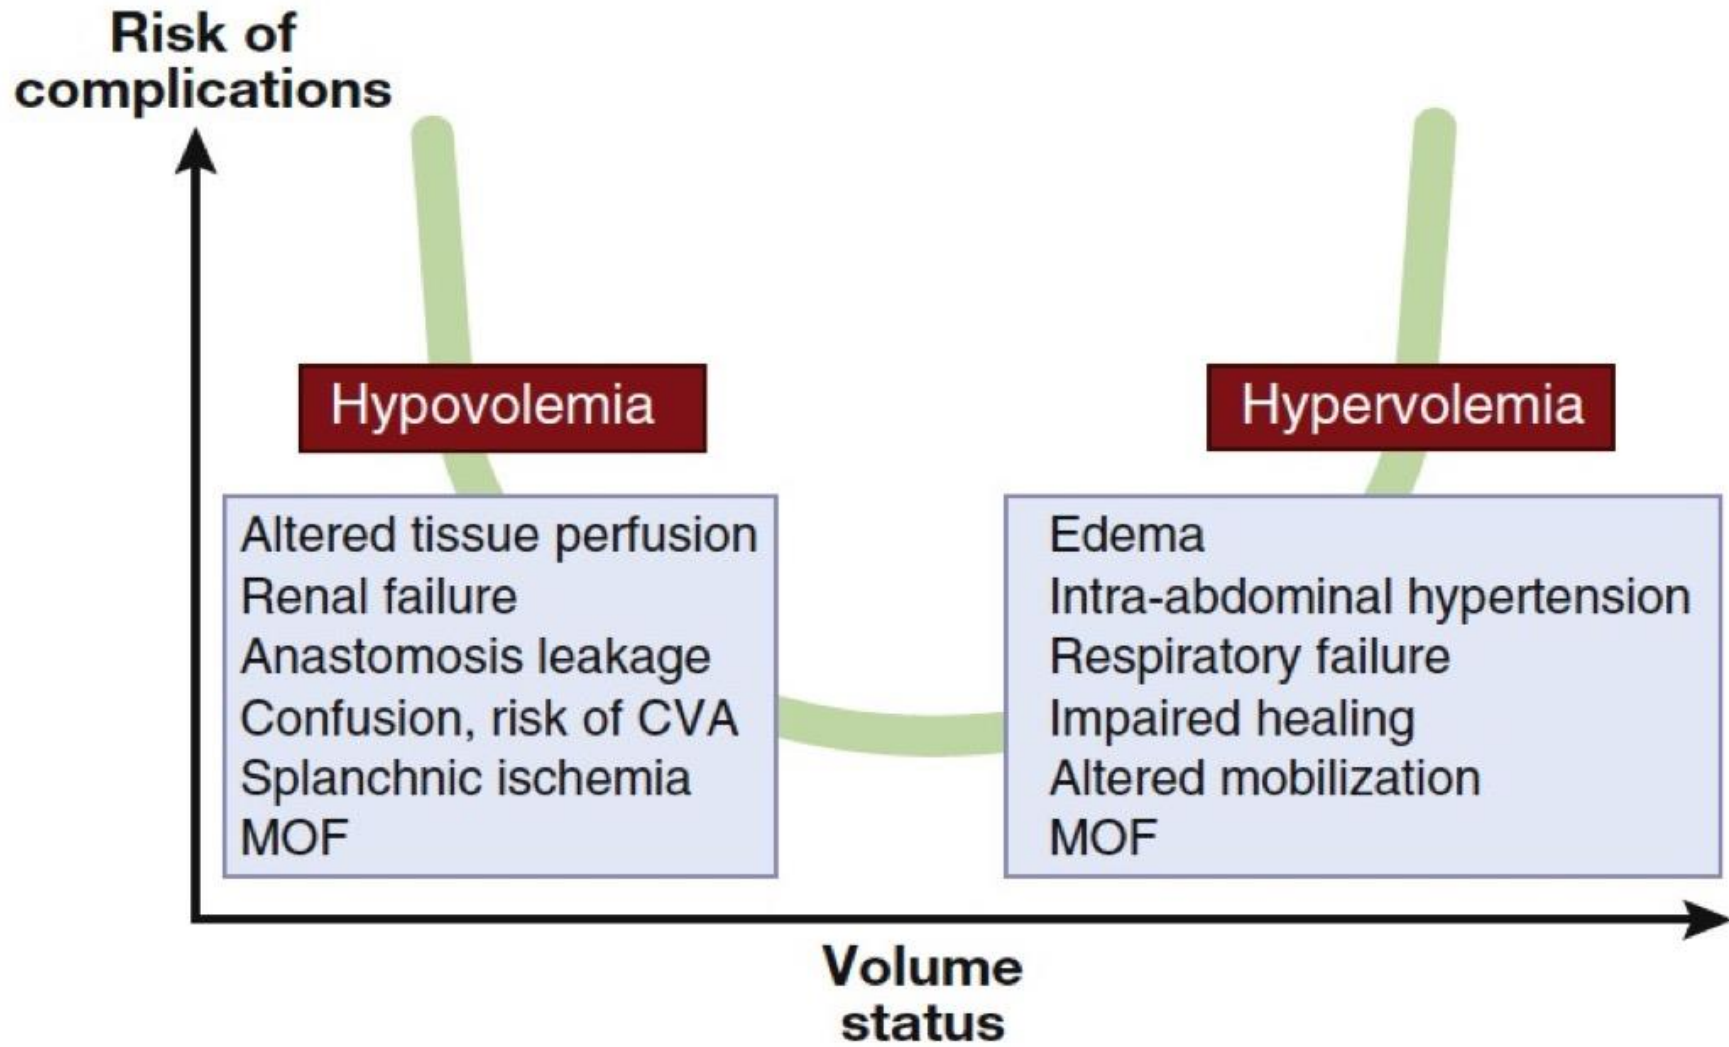 Risk of
complications
Hypovolemia
Altered tissue perfusion
Renal failure
Anastomosis leakage
Confusion, risk of CVA
Splanchnic ischemia
MOF
Hypervolemia
Edema
Intra-abdominal hypertension
Respiratory failure
Impaired healing
Altered mobilization
MOF
Volume
status